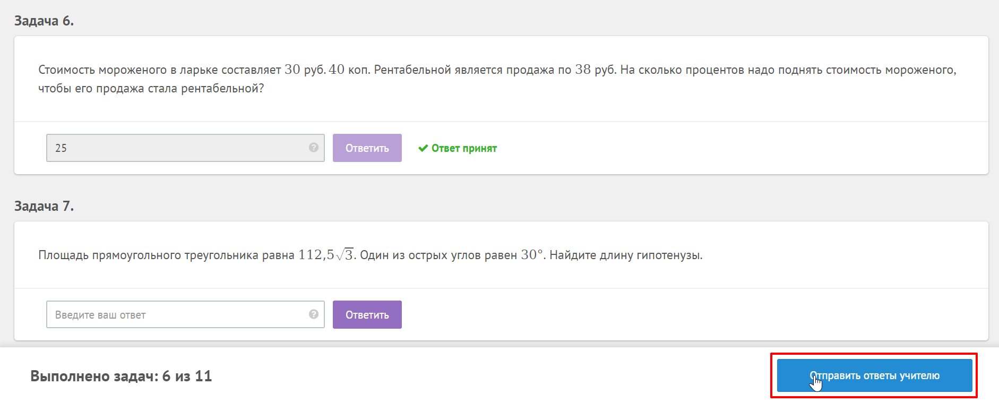 Задача 6.
Стоимость мороженого в ларьке составляет 30 руб. 40 коп. Рентабельной является продажа по 38 руб. На сколько процентов надо поднять стоимость мороженого,
чтобы его продажа стала рентабельной?
25 ? Ответить ✔ Ответ принят
Задача 7.
Площадь прямоугольного треугольника равна 112,5√3. Один из острых углов равен 30°. Найдите длину гипотенузы.
Введите ваш ответ ? Ответить
Выполнено задач: 6 из 11 Отправить ответы учителю